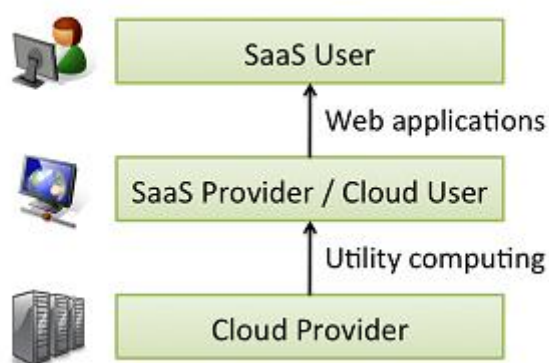 SaaS User
Web applications
SaaS Provider / Cloud User
Utility computing
Cloud Provider